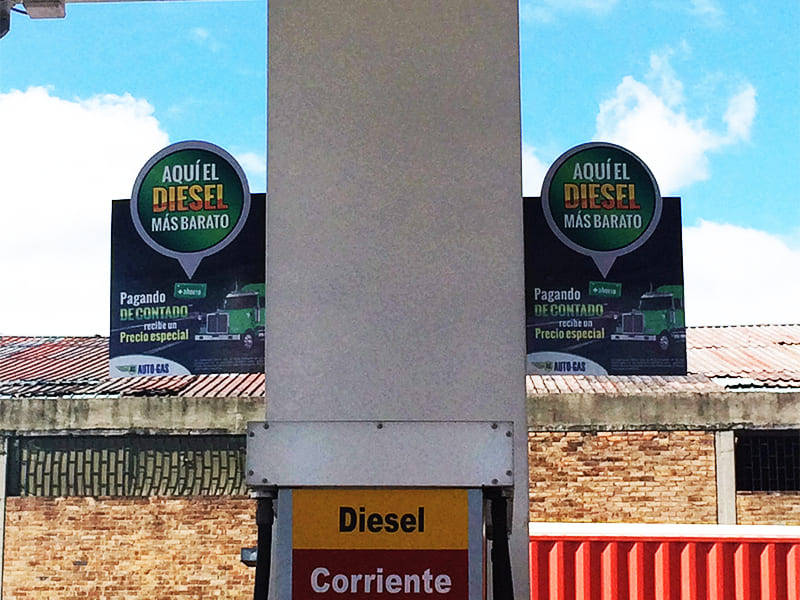 AQUÍ EL
DIESEL
MÁS BARATO
+ ahorro
Pagando
DE CONTADO
recibe un
Precio especial
AUTO-GAS
AQUÍ EL
DIESEL
MÁS BARATO
+ ahorro
Pagando
DE CONTADO
recibe un
Precio especial
AUTO-GAS
Diesel
Corriente